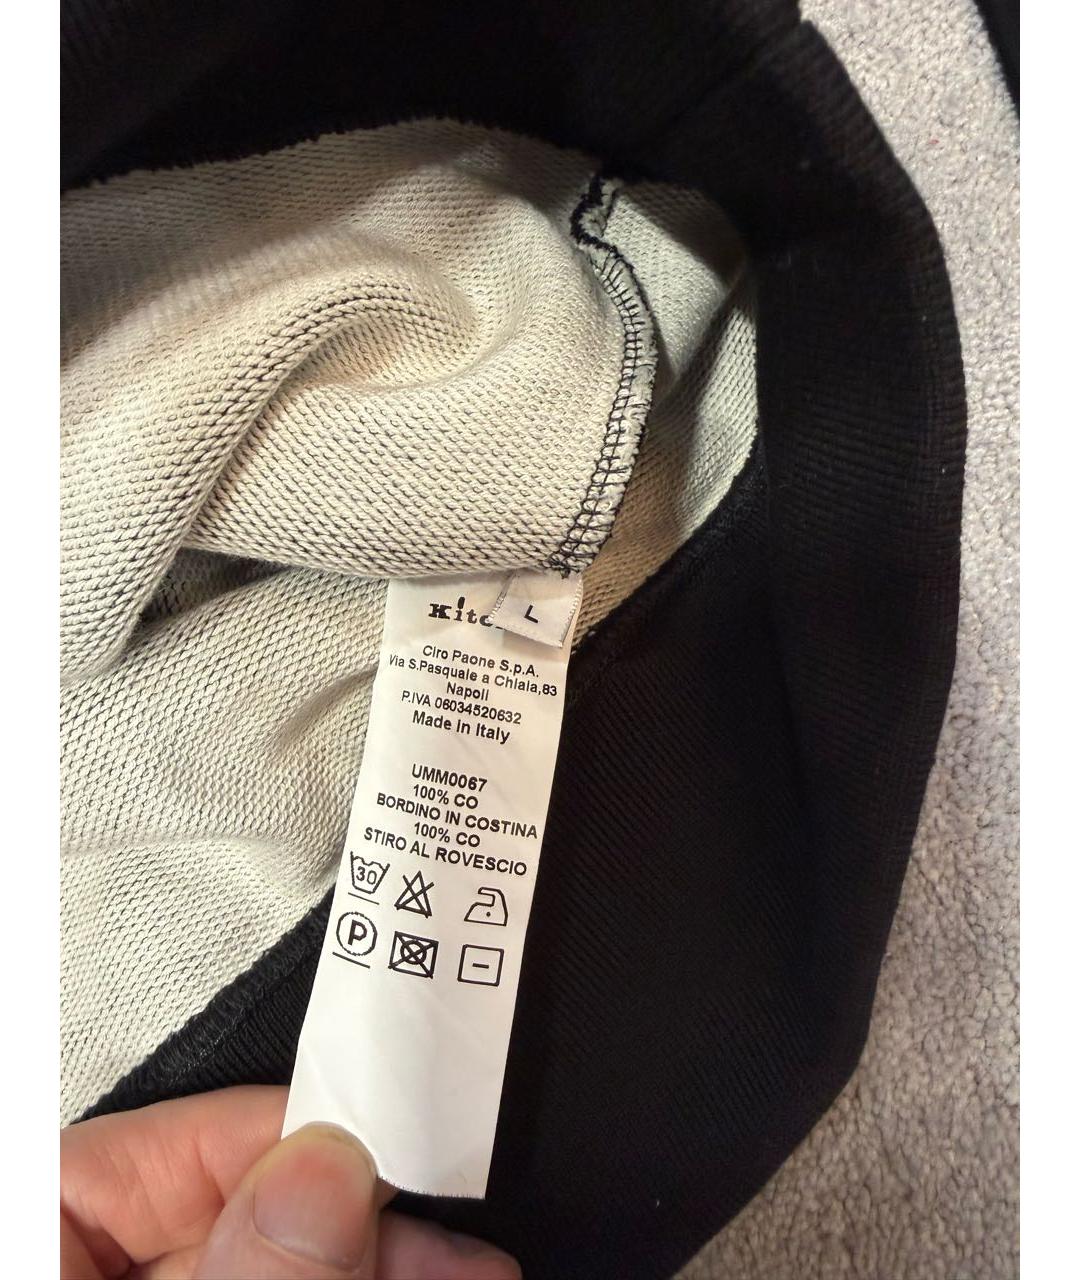 L
Ciro Paone S.p.A.
Via S.Pasquale a Chiaia,83
Napoli
P.IVA 06034520632
Made in Italy
UMM0067
100% CO
BORDINO IN COSTINA
100% CO
STIRO AL ROVESCIO
30
P